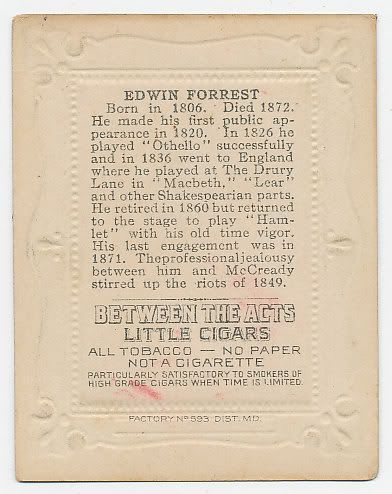 EDWIN FORREST
Born in 1806. Died 1872.
He made his first public ap-
pearance in 1820. In 1826 he
played "Othello" successfully
and in 1836 went to England
where he played at The Drury
Lane in "Macbeth," "Lear"
and other Shakespearian parts.
He retired in 1860 but returned
to the stage to play "Ham-
let" with his old time vigor.
His last engagement was in
1871. Theprofessionaljealousy
between him and McCready
stirred up the riots of 1849.
BETWEEN THE ACTS
LITTLE CIGARS
ALL TOBACCO — NO PAPER
NOT A CIGARETTE
PARTICULARLY SATISFACTORY TO SMOKERS OF
HIGH GRADE CIGARS WHEN TIME IS LIMITED.
FACTORY No 593 DIST. MD.